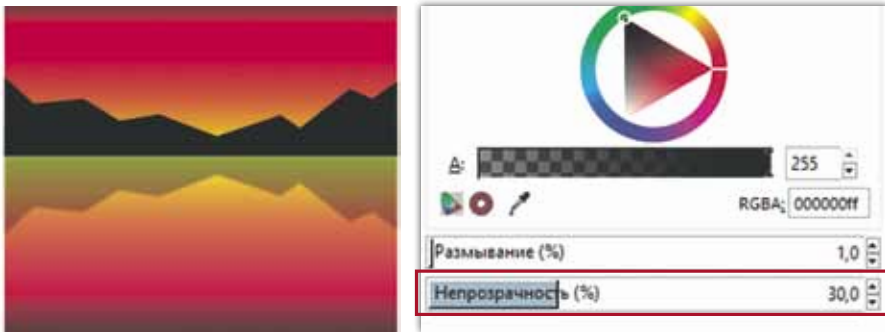 A: 255
RGBA: 000000ff
Размывание (%) 1,0
Непрозрачность (%) 30,0